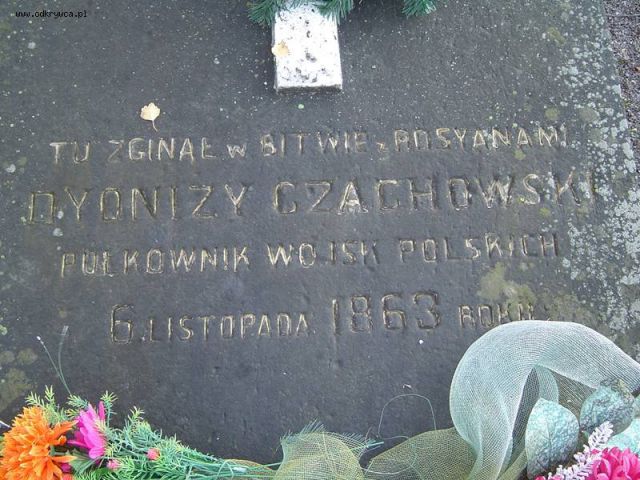 www.odkrywca.pl
TU ZGINĄŁ W BITWIE z ROSYANAMI
DYONIZY CZACHOWSKI
PUŁKOWNIK WOJSK POLSKICH
6. LISTOPADA 1863 ROKU